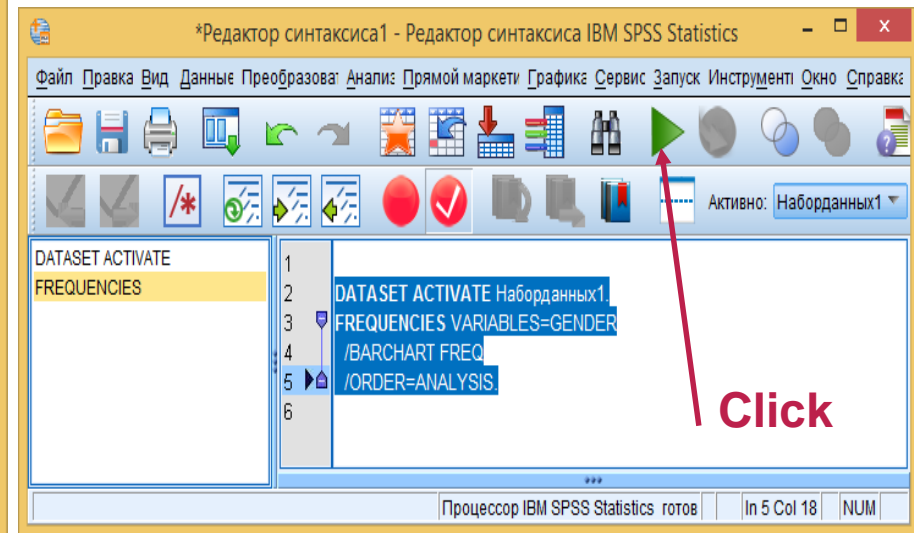 *Редактор синтаксиса1 - Редактор синтаксиса IBM SPSS Statistics
Файл Правка Вид Данные Преобразоват Анализ Прямой маркети Графика Сервис Запуск Инструменти Окно Справка
/*
Активно: Наборданных1
DATASET ACTIVATE
FREQUENCIES
1
2 DATASET ACTIVATE Наборданных1.
3 FREQUENCIES VARIABLES=GENDER
4 /BARCHART FREQ
5 /ORDER=ANALYSIS.
6
Click
Процессор IBM SPSS Statistics готов In 5 Col 18 NUM